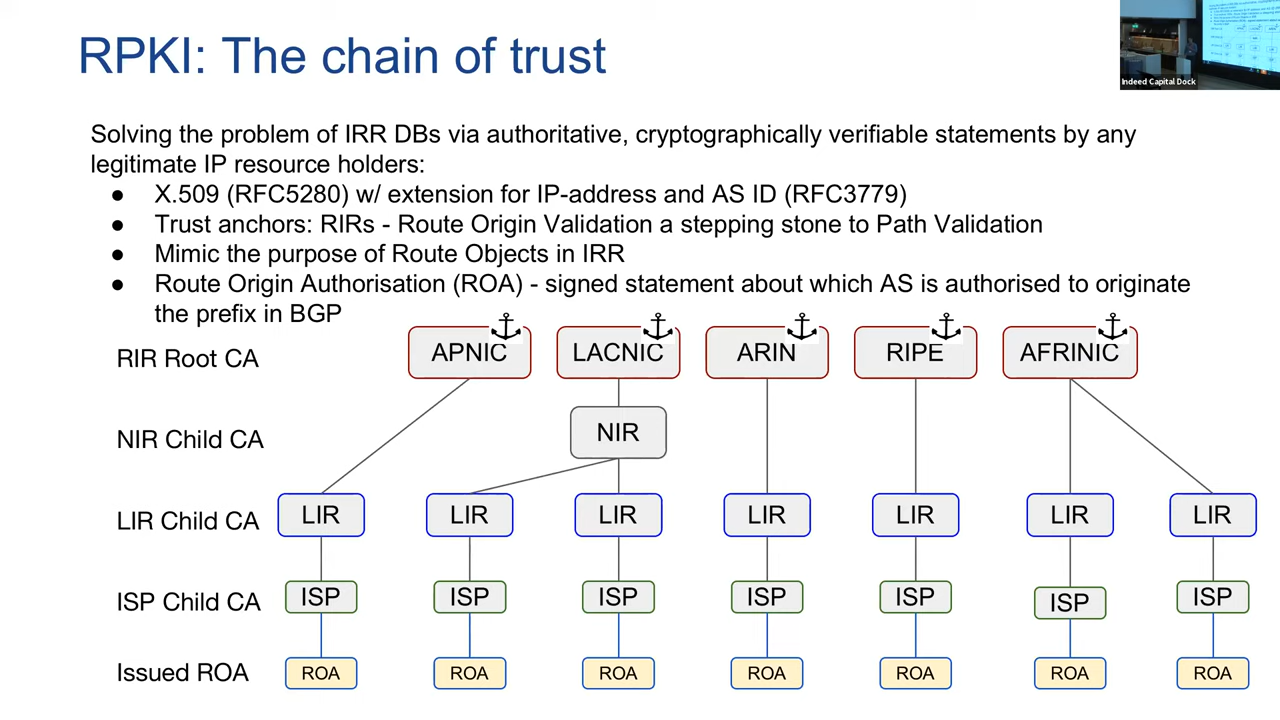 RPKI: The chain of trust
Indeed Capital Dock
Solving the problem of IRR DBs via authoritative, cryptographically verifiable statements by any
legitimate IP resource holders:
● X.509 (RFC5280) w/ extension for IP-address and AS ID (RFC3779)
● Trust anchors: RIRs - Route Origin Validation a stepping stone to Path Validation
● Mimic the purpose of Route Objects in IRR
● Route Origin Authorisation (ROA) - signed statement about which AS is authorised to originate
the prefix in BGP
RIR Root CA APNIC LACNIC ARIN RIPE AFRINIC
NIR Child CA NIR
LIR Child CA LIR LIR LIR LIR LIR LIR LIR
ISP Child CA ISP ISP ISP ISP ISP ISP ISP
Issued ROA ROA ROA ROA ROA ROA ROA ROA